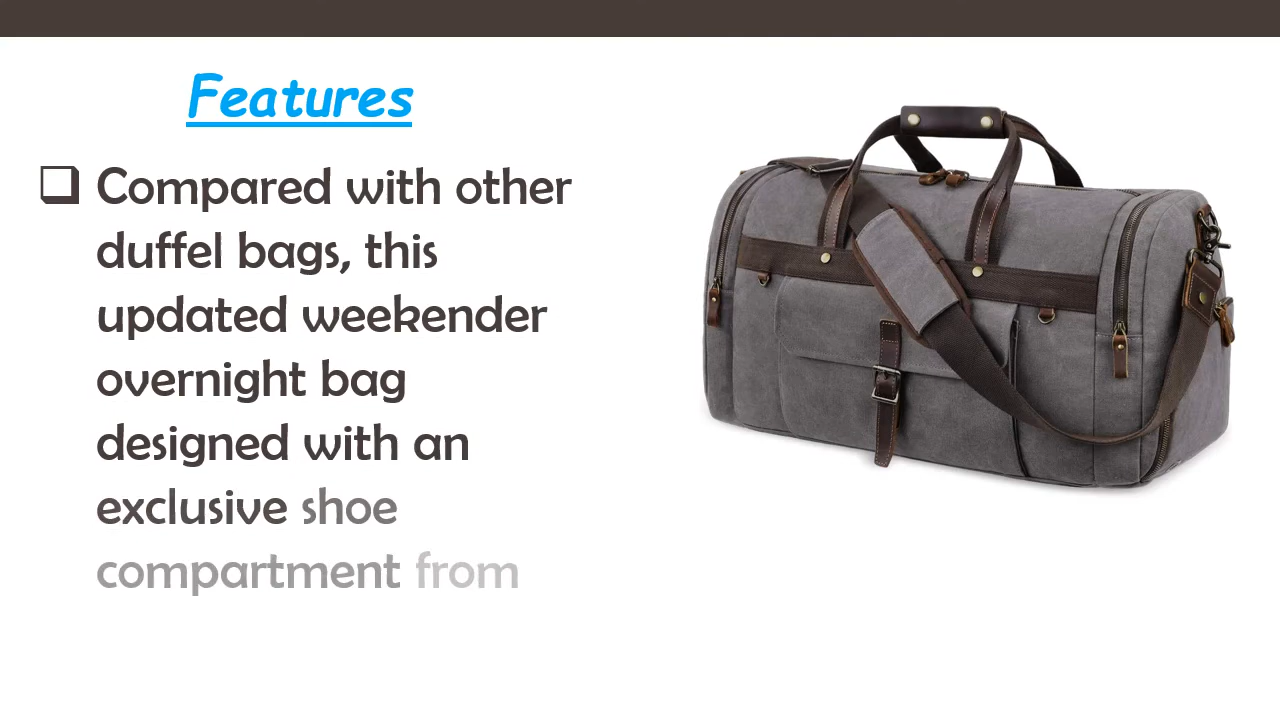 Features
Compared with other
duffel bags, this
updated weekender
overnight bag
designed with an
exclusive shoe
compartment from